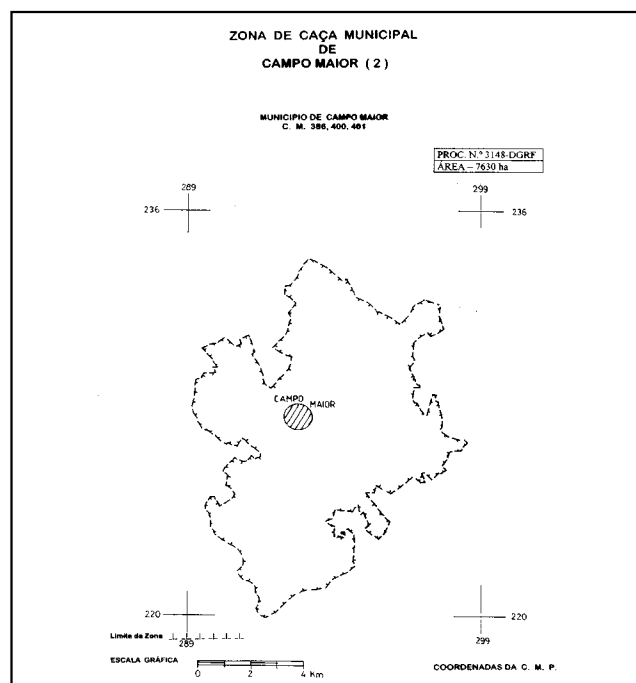 ZONA DE CAÇA MUNICIPAL
DE
CAMPO MAIOR (2)
MUNICIPIO DE CAMPO MAIOR
C. M. 386, 400, 401
PROC. N.º 3148-DGRF
ÁREA – 7630 ha
289
299
236
236
CAMPO
MAIOR
220
220
Limite da Zona
289
299
ESCALA GRÁFICA
0 2 4 Km
COORDENADAS DA C. M. P.